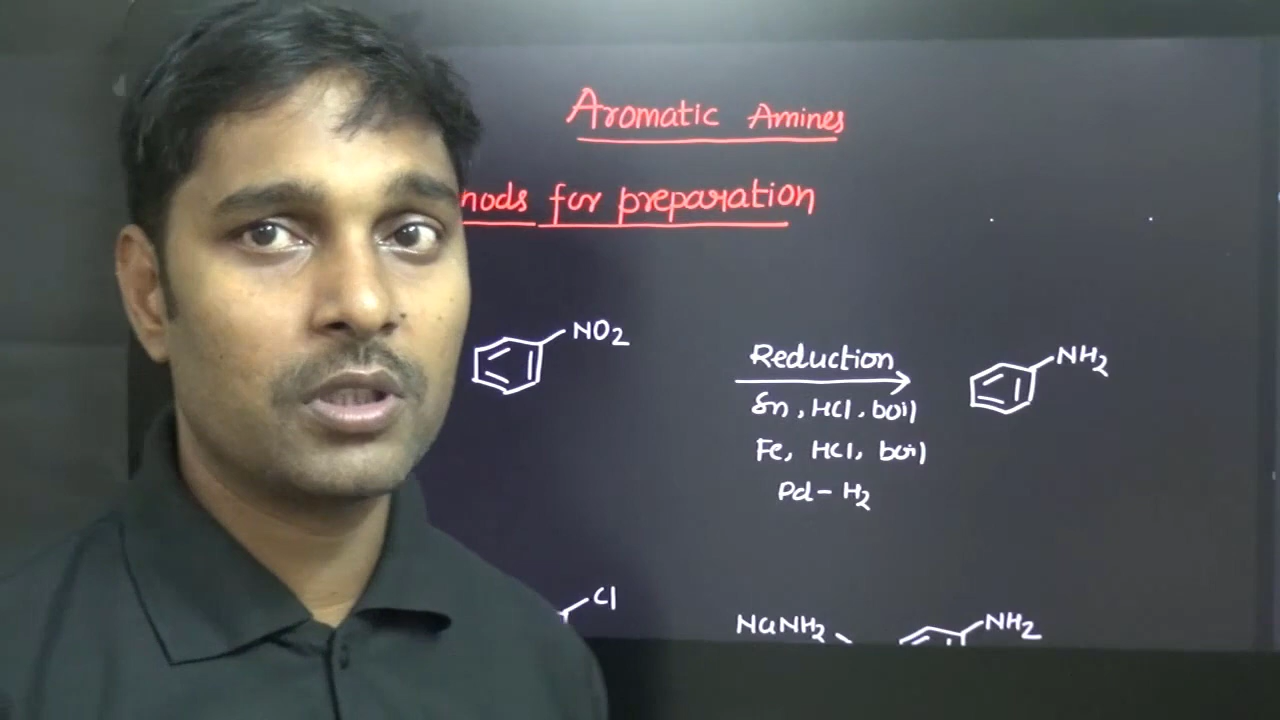 Aromatic Amines
nods for preparation
NO2
Reduction
NH2
Sn, HCl, boil
Fe, HCl, boil
Pd - H2
Cl
NaNH2
NH2